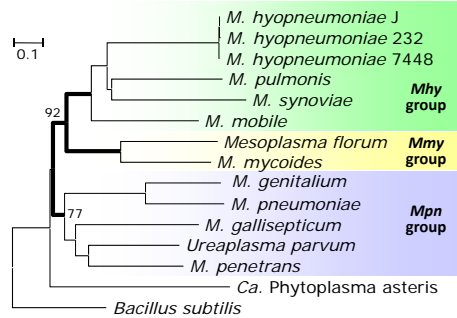 M. hyopneumoniae J
M. hyopneumoniae 232
0.1
M. hyopneumoniae 7448
M. pulmonis
Mhy
group
M. synoviae
92
M. mobile
Mesoplasma florum
Mmy
group
M. mycoides
M. genitalium
M. pneumoniae
Mpn
group
77
M. gallisepticum
Ureaplasma parvum
M. penetrans
Ca. Phytoplasma asteris
Bacillus subtilis